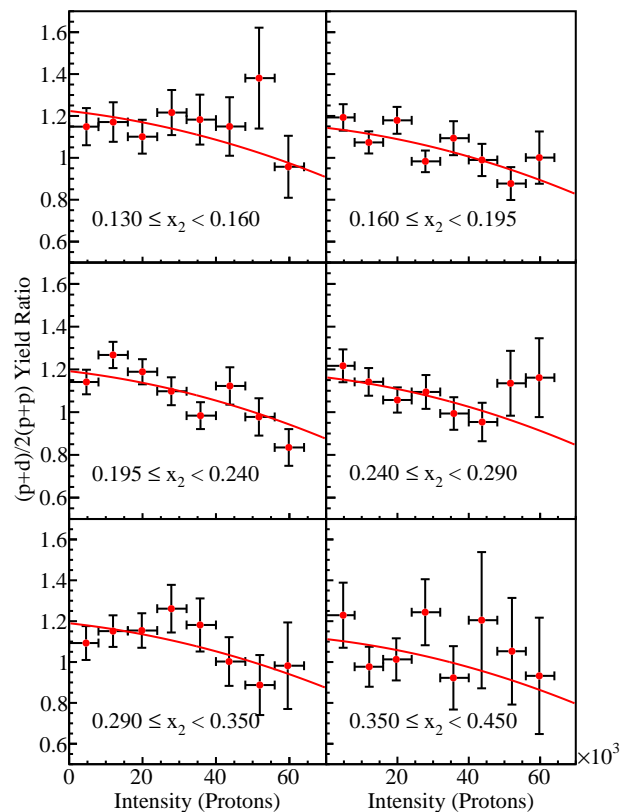 1.6
1.4
1.2
1
0.8
0.6
0.130 ≤ x₂ < 0.160
0.160 ≤ x₂ < 0.195
(p+d)/2(p+p) Yield Ratio
1.6
1.4
1.2
1
0.8
0.6
0.195 ≤ x₂ < 0.240
0.240 ≤ x₂ < 0.290
1.6
1.4
1.2
1
0.8
0.6
0.290 ≤ x₂ < 0.350
0.350 ≤ x₂ < 0.450
0 20 40 60 0 20 40 60 ×10³
Intensity (Protons) Intensity (Protons)